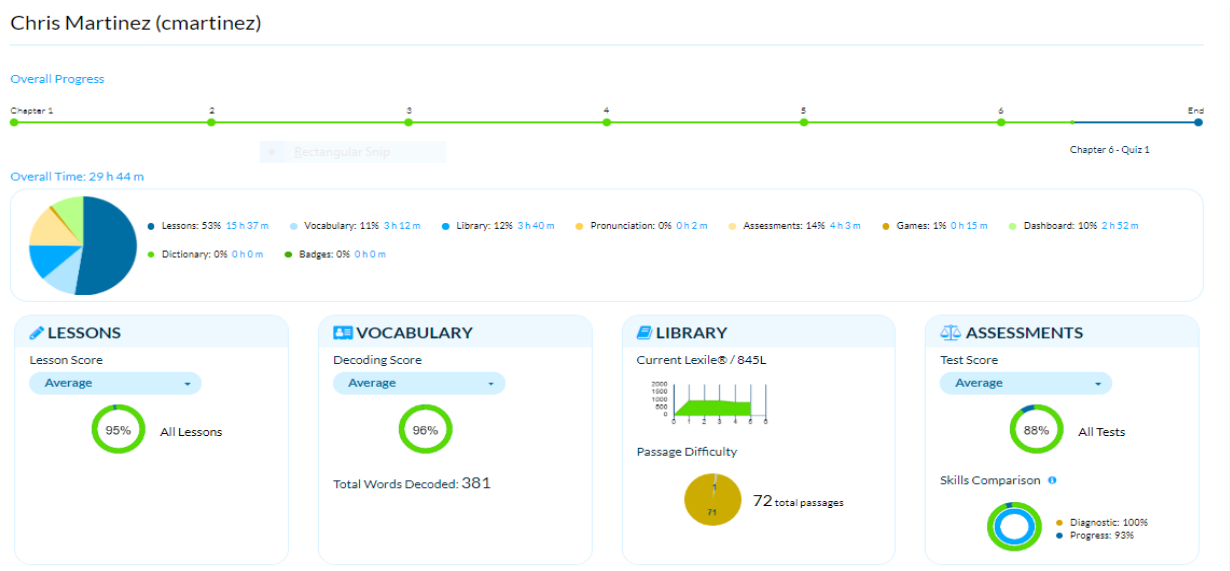 Chris Martinez (cmartinez)
Overall Progress
Chapter 1 2 3 4 5 6 End
Rectangular Snip
Chapter 6 - Quiz 1
Overall Time: 29 h 44 m
Lessons: 53% 15 h 37 m Vocabulary: 11% 3 h 12 m Library: 12% 3 h 40 m Pronunciation: 0% 0 h 2 m Assessments: 14% 4 h 3 m Games: 1% 0 h 15 m Dashboard: 10% 2 h 52 m
Dictionary: 0% 0 h 0 m Badges: 0% 0 h 0 m
LESSONS
Lesson Score
Average
95% All Lessons
VOCABULARY
Decoding Score
Average
96%
Total Words Decoded: 381
LIBRARY
Current Lexile® / 845L
2000
1500
1000
500
0
0 1 2 3 4 5 6
Passage Difficulty
1
71
72 total passages
ASSESSMENTS
Test Score
Average
88% All Tests
Skills Comparison
Diagnostic: 100%
Progress: 93%